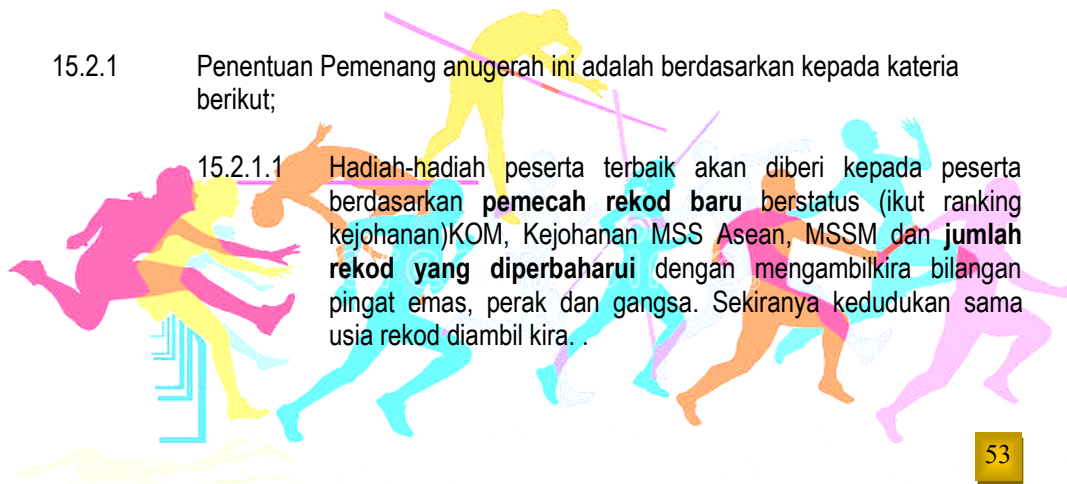 15.2.1 Penentuan Pemenang anugerah ini adalah berdasarkan kepada kateria
berikut;
15.2.1.1 Hadiah-hadiah peserta terbaik akan diberi kepada peserta
berdasarkan pemecah rekod baru berstatus (ikut ranking
kejohanan)KOM, Kejohanan MSS Asean, MSSM dan jumlah
rekod yang diperbaharui dengan mengambilkira bilangan
pingat emas, perak dan gangsa. Sekiranya kedudukan sama
usia rekod diambil kira. .
53